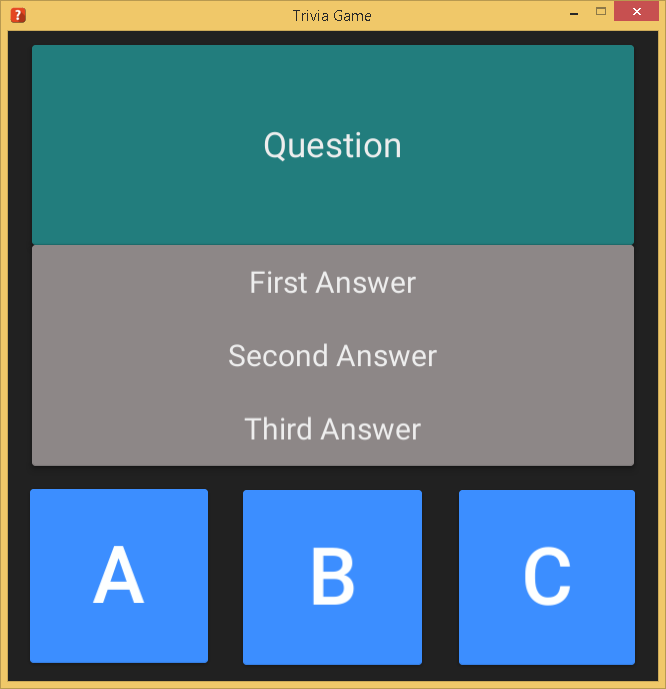 Trivia Game
Question
First Answer
Second Answer
Third Answer
A B C